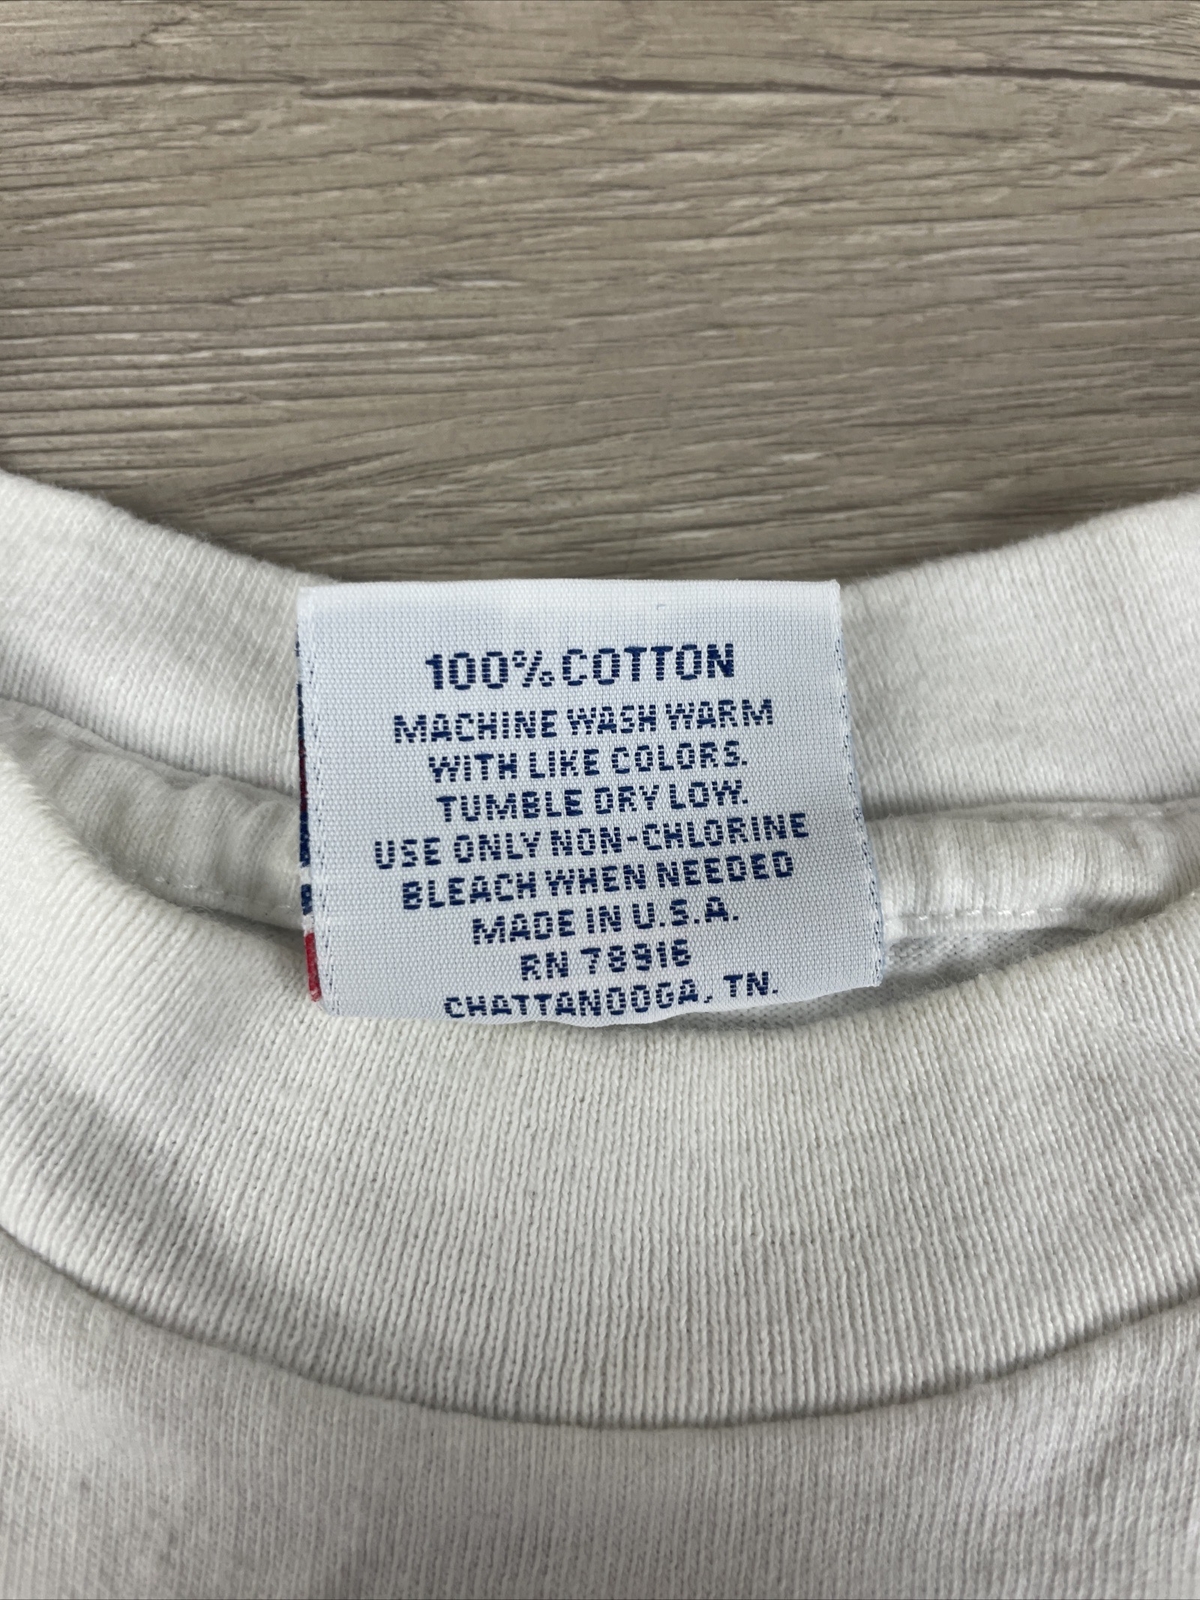 100% COTTON
MACHINE WASH WARM
WITH LIKE COLORS.
TUMBLE DRY LOW.
USE ONLY NON-CHLORINE
BLEACH WHEN NEEDED
MADE IN U.S.A.
RN 78916
CHATTANOOGA, TN.